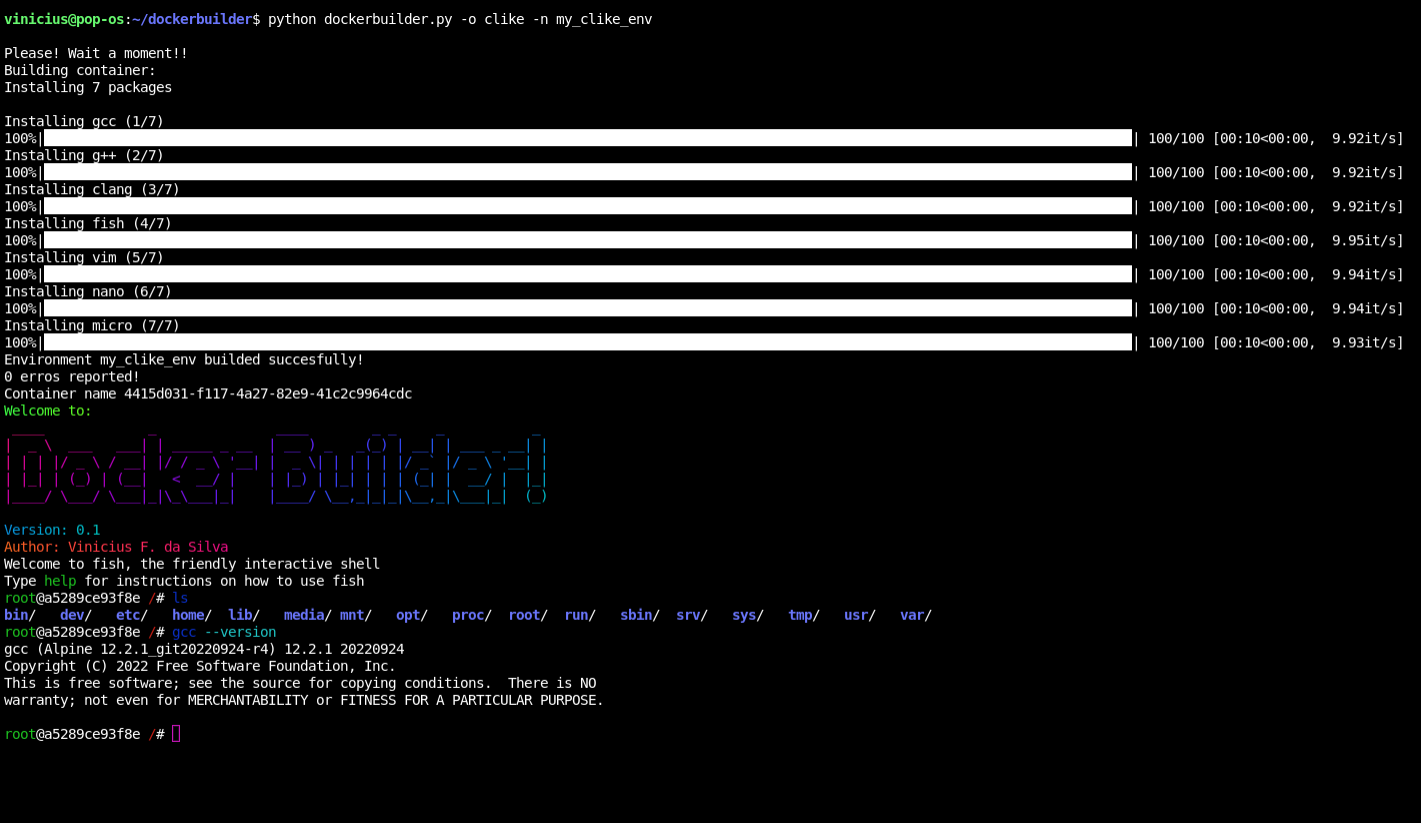 vinicius@pop-os:~/dockerbuilder$ python dockerbuilder.py -o clike -n my_clike_env
Please! Wait a moment!!
Building container:
Installing 7 packages
Installing gcc (1/7)
100%| | 100/100 [00:10<00:00,  9.92it/s]
Installing g++ (2/7)
100%| | 100/100 [00:10<00:00,  9.92it/s]
Installing clang (3/7)
100%| | 100/100 [00:10<00:00,  9.92it/s]
Installing fish (4/7)
100%| | 100/100 [00:10<00:00,  9.95it/s]
Installing vim (5/7)
100%| | 100/100 [00:10<00:00,  9.94it/s]
Installing nano (6/7)
100%| | 100/100 [00:10<00:00,  9.94it/s]
Installing micro (7/7)
100%| | 100/100 [00:10<00:00,  9.93it/s]
Environment my_clike_env builded succesfully!
0 erros reported!
Container name 4415d031-f117-4a27-82e9-41c2c9964cdc
Welcome to:
Docker Builder!
Version: 0.1
Author: Vinicius F. da Silva
Welcome to fish, the friendly interactive shell
Type help for instructions on how to use fish
root@a5289ce93f8e /# ls
bin/ dev/ etc/ home/ lib/ media/ mnt/ opt/ proc/ root/ run/ sbin/ srv/ sys/ tmp/ usr/ var/
root@a5289ce93f8e /# gcc --version
gcc (Alpine 12.2.1_git20220924-r4) 12.2.1 20220924
Copyright (C) 2022 Free Software Foundation, Inc.
This is free software; see the source for copying conditions.  There is NO
warranty; not even for MERCHANTABILITY or FITNESS FOR A PARTICULAR PURPOSE.
root@a5289ce93f8e /#